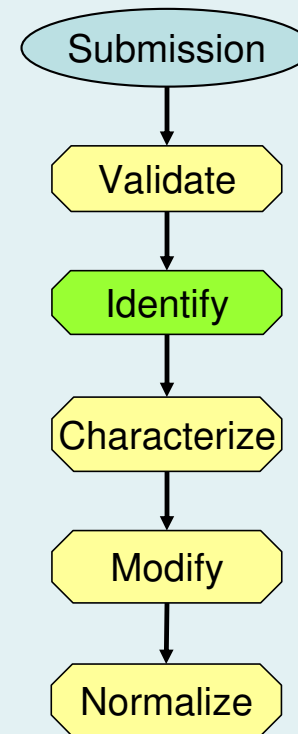 Submission
Validate
Identify
Characterize
Modify
Normalize